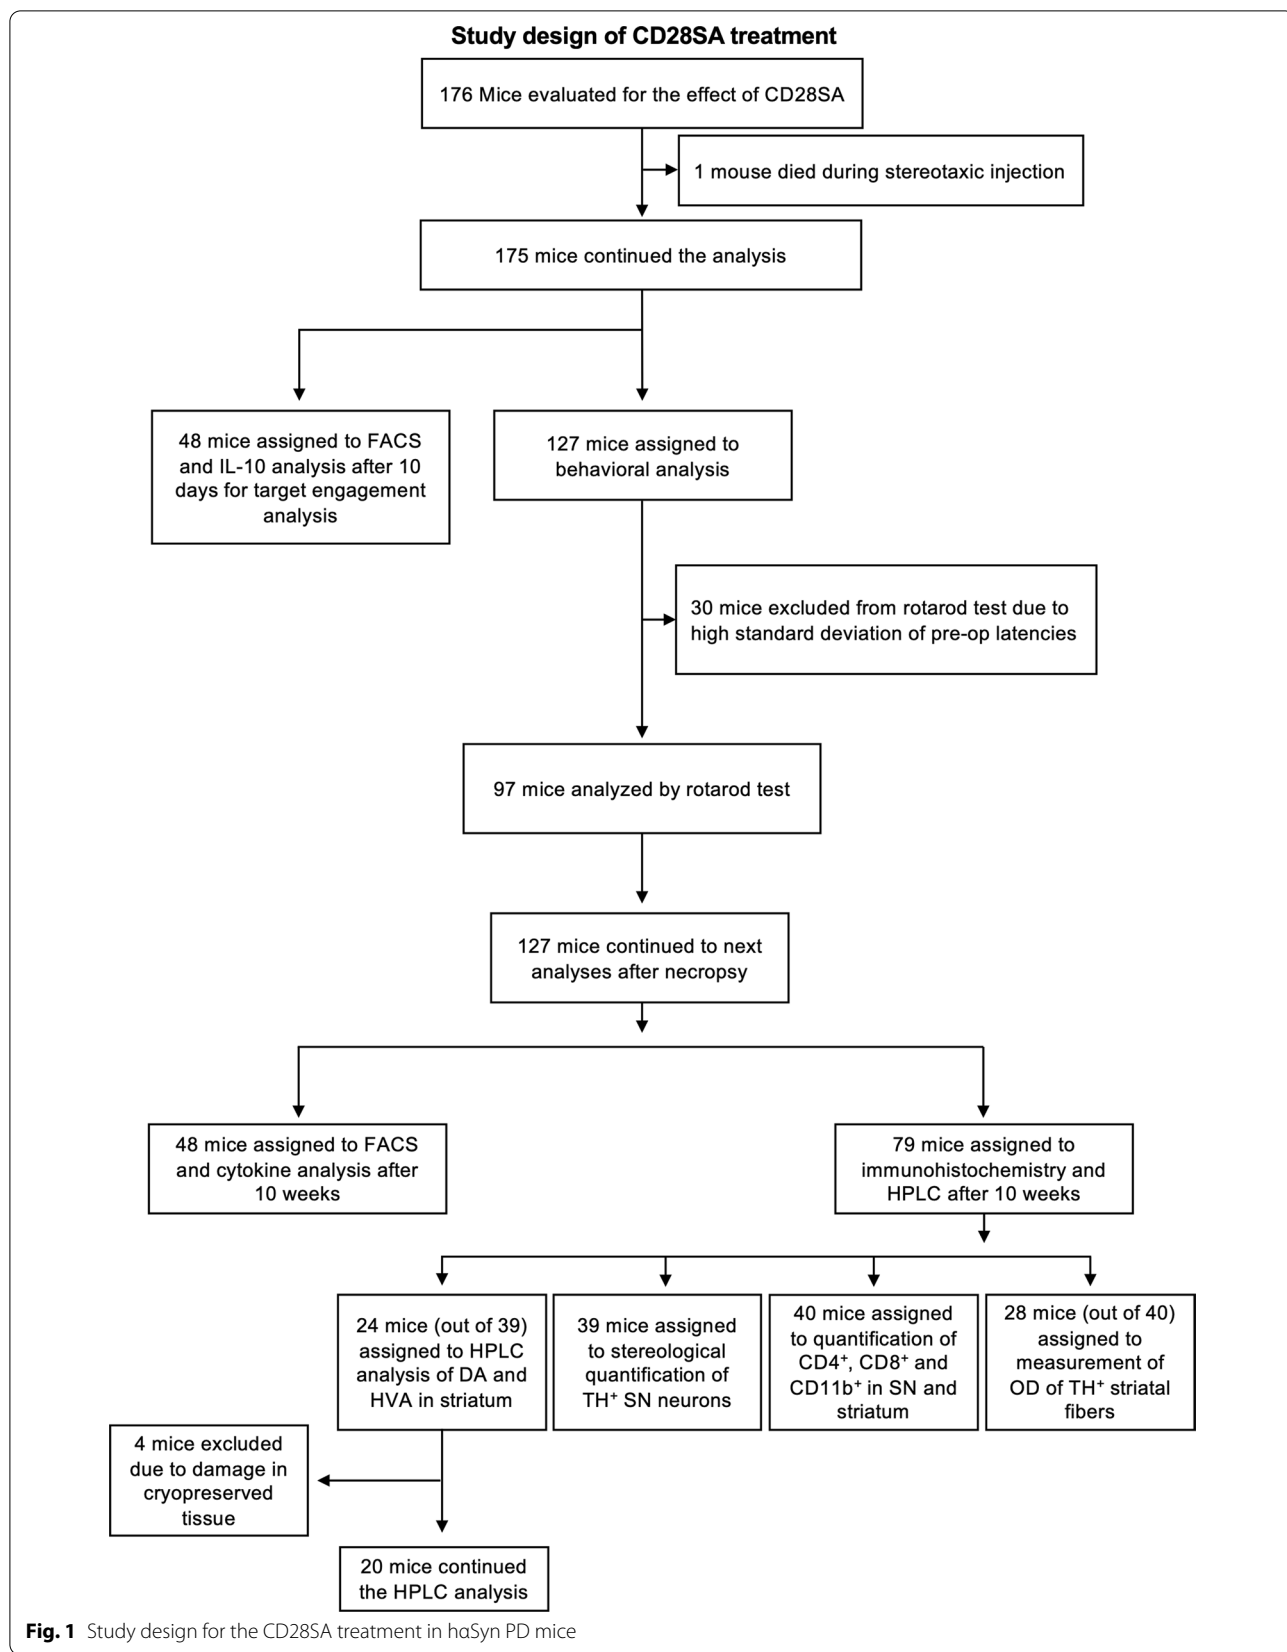 Study design of CD28SA treatment
176 Mice evaluated for the effect of CD28SA
1 mouse died during stereotaxic injection
175 mice continued the analysis
48 mice assigned to FACS
and IL-10 analysis after 10
days for target engagement
analysis
127 mice assigned to
behavioral analysis
30 mice excluded from rotarod test due to
high standard deviation of pre-op latencies
97 mice analyzed by rotarod test
127 mice continued to next
analyses after necropsy
48 mice assigned to FACS
and cytokine analysis after
10 weeks
79 mice assigned to
immunohistochemistry and
HPLC after 10 weeks
24 mice (out of 39)
assigned to HPLC
analysis of DA and
HVA in striatum
39 mice assigned
to stereological
quantification of
TH⁺ SN neurons
40 mice assigned
to quantification of
CD4⁺, CD8⁺ and
CD11b⁺ in SN and
striatum
28 mice (out of 40)
assigned to
measurement of
OD of TH⁺ striatal
fibers
4 mice excluded
due to damage in
cryopreserved
tissue
20 mice continued
the HPLC analysis
Fig. 1 Study design for the CD28SA treatment in hαSyn PD mice